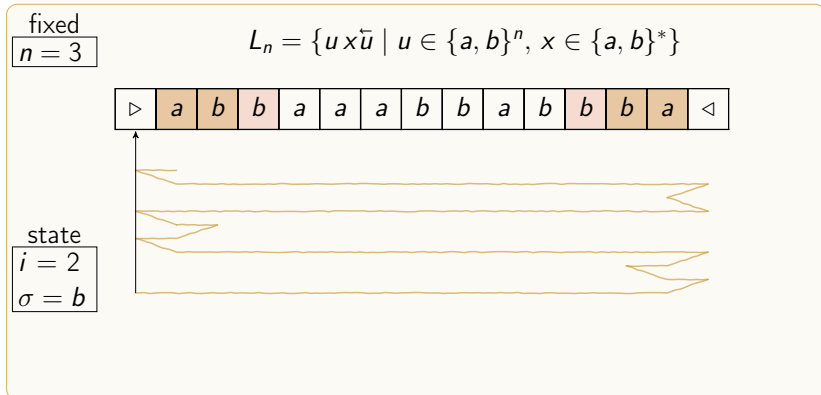 fixed
n = 3
L_n = {u x u⃖ | u ∈ {a, b}^n, x ∈ {a, b}*}
▷ a b b a a a b b a b b b a ◁
state
i = 2
σ = b